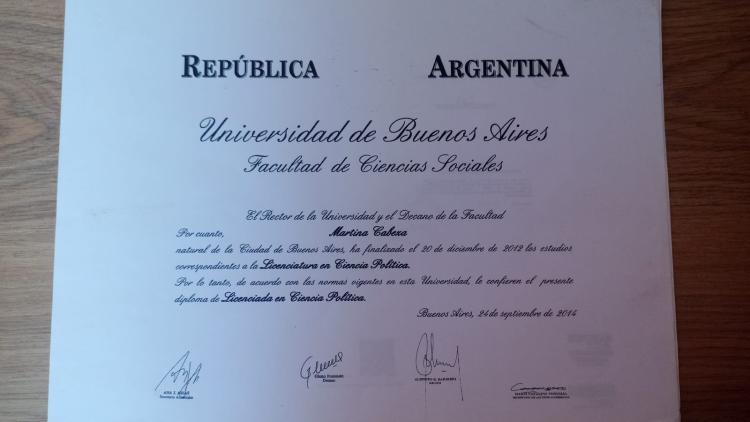 REPÚBLICA ARGENTINA
Universidad de Buenos Aires
Facultad de Ciencias Sociales
El Rector de la Universidad y el Decano de la Facultad
Por cuanto, Martina Cabexa
natural de la Ciudad de Buenos Aires, ha finalizado el 20 de diciembre de 2012 los estudios
correspondientes a la Licenciatura en Ciencia Política.
Por lo tanto, de acuerdo con las normas vigentes en esta Universidad, le confieren el presente
diploma de Licenciada en Ciencia Política.
Buenos Aires, 24 de septiembre de 2014
Decano